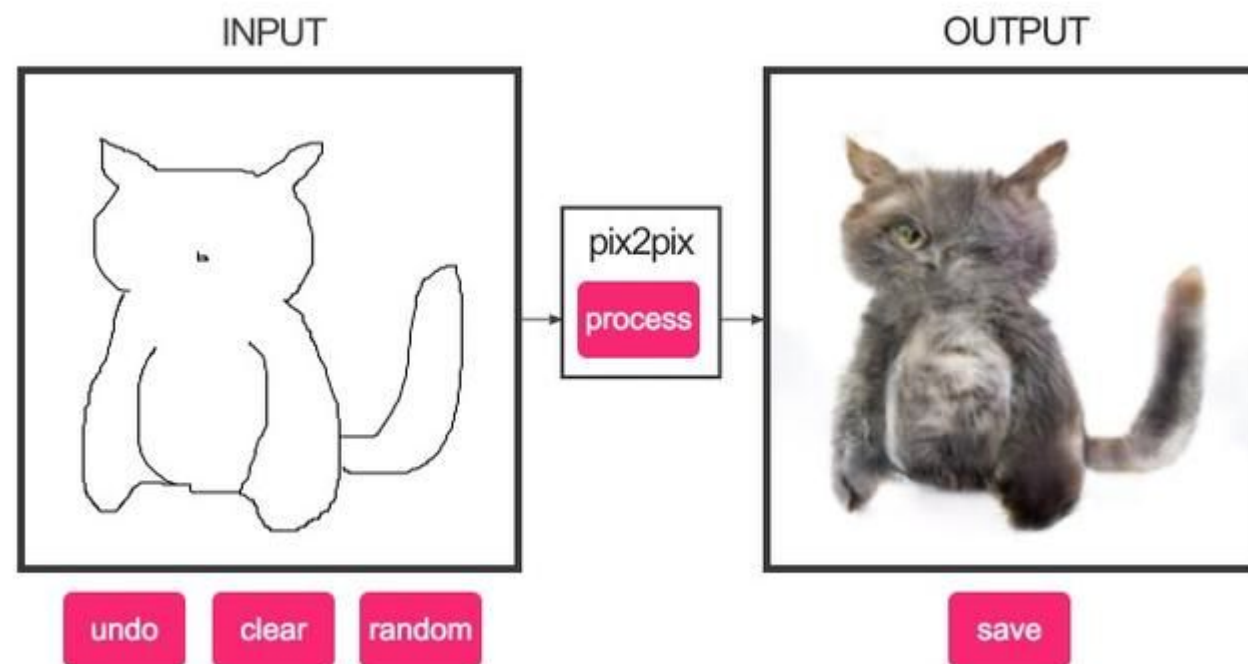 INPUT
OUTPUT
pix2pix
process
undo
clear
random
save